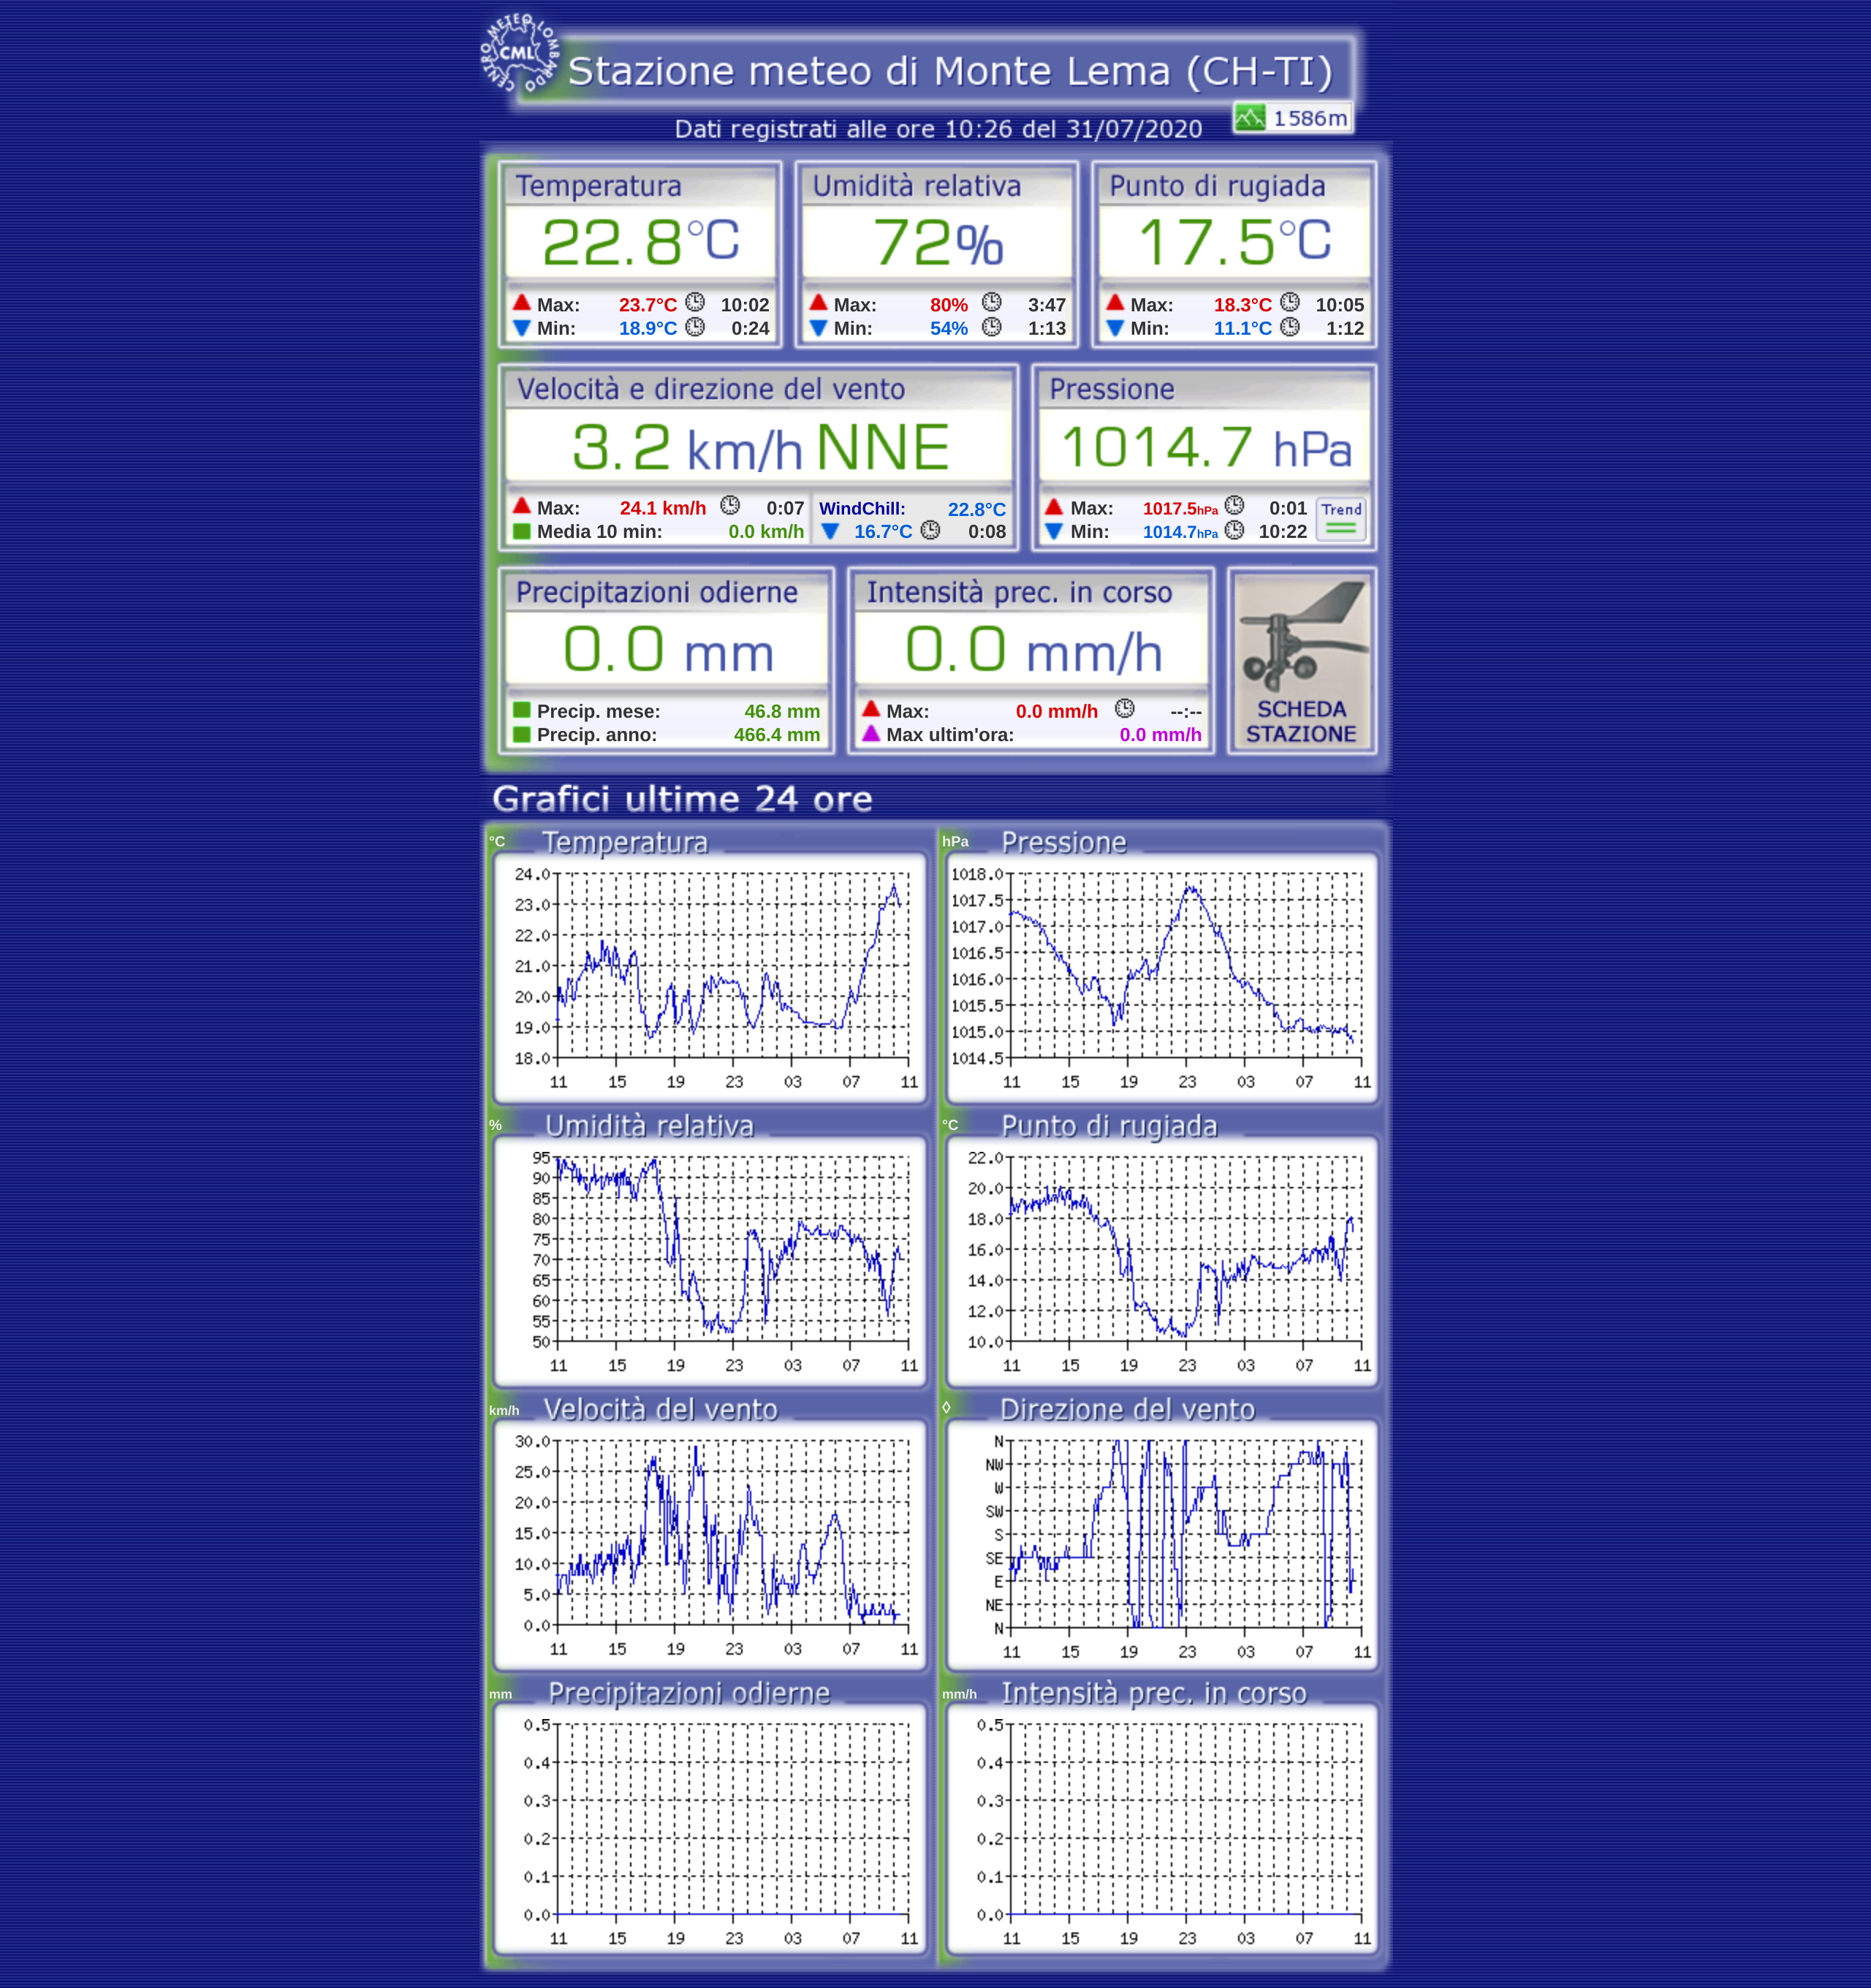 CENTRO METEO LOMBARDO
CML
Stazione meteo di Monte Lema (CH-TI)
1586m
Dati registrati alle ore 10:26 del 31/07/2020
Temperatura
22.8°C
Max: 23.7°C 10:02
Min: 18.9°C 0:24
Umidità relativa
72%
Max: 80% 3:47
Min: 54% 1:13
Punto di rugiada
17.5°C
Max: 18.3°C 10:05
Min: 11.1°C 1:12
Velocità e direzione del vento
3.2 km/h NNE
Max: 24.1 km/h 0:07
Media 10 min: 0.0 km/h
WindChill: 22.8°C
16.7°C 0:08
Pressione
1014.7 hPa
Max: 1017.5hPa 0:01
Min: 1014.7hPa 10:22
Trend
Precipitazioni odierne
0.0 mm
Precip. mese: 46.8 mm
Precip. anno: 466.4 mm
Intensità prec. in corso
0.0 mm/h
Max: 0.0 mm/h --:--
Max ultim'ora: 0.0 mm/h
SCHEDA
STAZIONE
Grafici ultime 24 ore
°C Temperatura
24.0
23.0
22.0
21.0
20.0
19.0
18.0
11 15 19 23 03 07 11
hPa Pressione
1018.0
1017.5
1017.0
1016.5
1016.0
1015.5
1015.0
1014.5
11 15 19 23 03 07 11
% Umidità relativa
95
90
85
80
75
70
65
60
55
50
11 15 19 23 03 07 11
°C Punto di rugiada
22.0
20.0
18.0
16.0
14.0
12.0
10.0
11 15 19 23 03 07 11
km/h Velocità del vento
30.0
25.0
20.0
15.0
10.0
5.0
0.0
11 15 19 23 03 07 11
◊ Direzione del vento
N
NW
W
SW
S
SE
E
NE
N
11 15 19 23 03 07 11
mm Precipitazioni odierne
0.5
0.4
0.3
0.2
0.1
0.0
11 15 19 23 03 07 11
mm/h Intensità prec. in corso
0.5
0.4
0.3
0.2
0.1
0.0
11 15 19 23 03 07 11